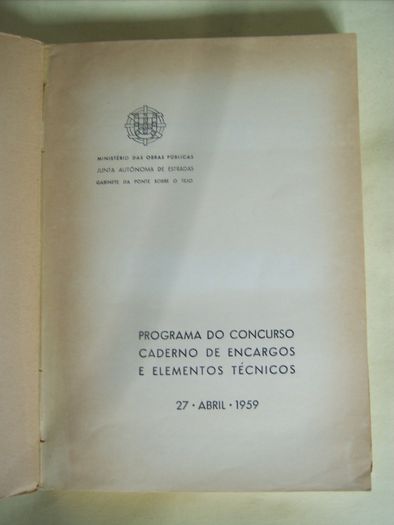 MINISTÉRIO DAS OBRAS PÚBLICAS
JUNTA AUTÓNOMA DE ESTRADAS
GABINETE DA PONTE SOBRE O TEJO
PROGRAMA DO CONCURSO
CADERNO DE ENCARGOS
E ELEMENTOS TÉCNICOS
27 · ABRIL · 1959